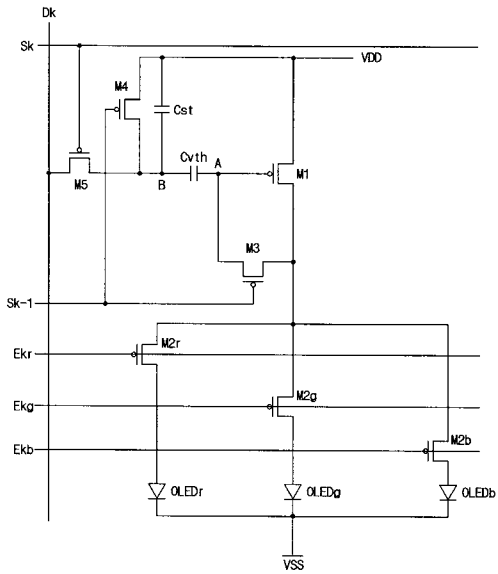 Dk
Sk
VDD
M4
Cst
Cvth
A
B
M5
M1
M3
Sk-1
Ekr
M2r
Ekg
M2g
Ekb
M2b
OLEDr
OLEDg
OLEDb
VSS